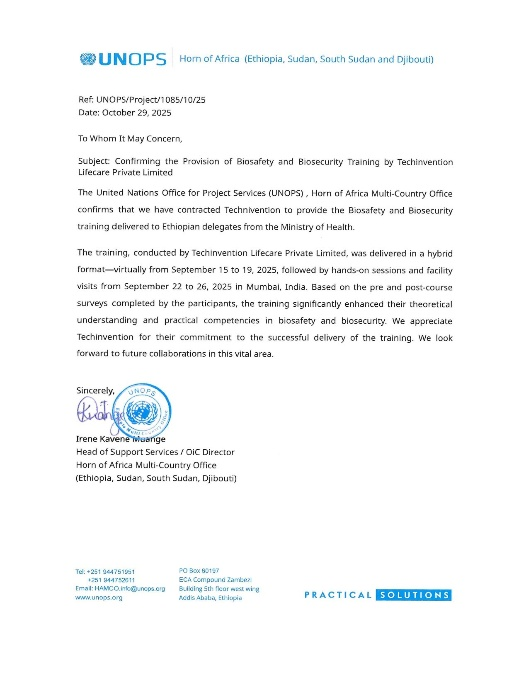 UNOPS Horn of Africa (Ethiopia, Sudan, South Sudan and Djibouti)
Ref: UNOPS/Project/1085/10/25
Date: October 29, 2025
To Whom It May Concern,
Subject: Confirming the Provision of Biosafety and Biosecurity Training by Techinvention
Lifecare Private Limited
The United Nations Office for Project Services (UNOPS) , Horn of Africa Multi-Country Office
confirms that we have contracted Technivention to provide the Biosafety and Biosecurity
training delivered to Ethiopian delegates from the Ministry of Health.
The training, conducted by Techinvention Lifecare Private Limited, was delivered in a hybrid
format—virtually from September 15 to 19, 2025, followed by hands-on sessions and facility
visits from September 22 to 26, 2025 in Mumbai, India. Based on the pre and post-course
surveys completed by the participants, the training significantly enhanced their theoretical
understanding and practical competencies in biosafety and biosecurity. We appreciate
Techinvention for their commitment to the successful delivery of the training. We look
forward to future collaborations in this vital area.
Sincerely,
UNOPS
Irene Kavene Muange
Head of Support Services / OiC Director
Horn of Africa Multi-Country Office
(Ethiopia, Sudan, South Sudan, Djibouti)
Tel: +251 944751951
+251 944752611
Email: HAMCO.info@unops.org
www.unops.org
PO Box 60197
ECA Compound Zambezi
Building 5th floor west wing
Addis Ababa, Ethiopia
PRACTICAL SOLUTIONS